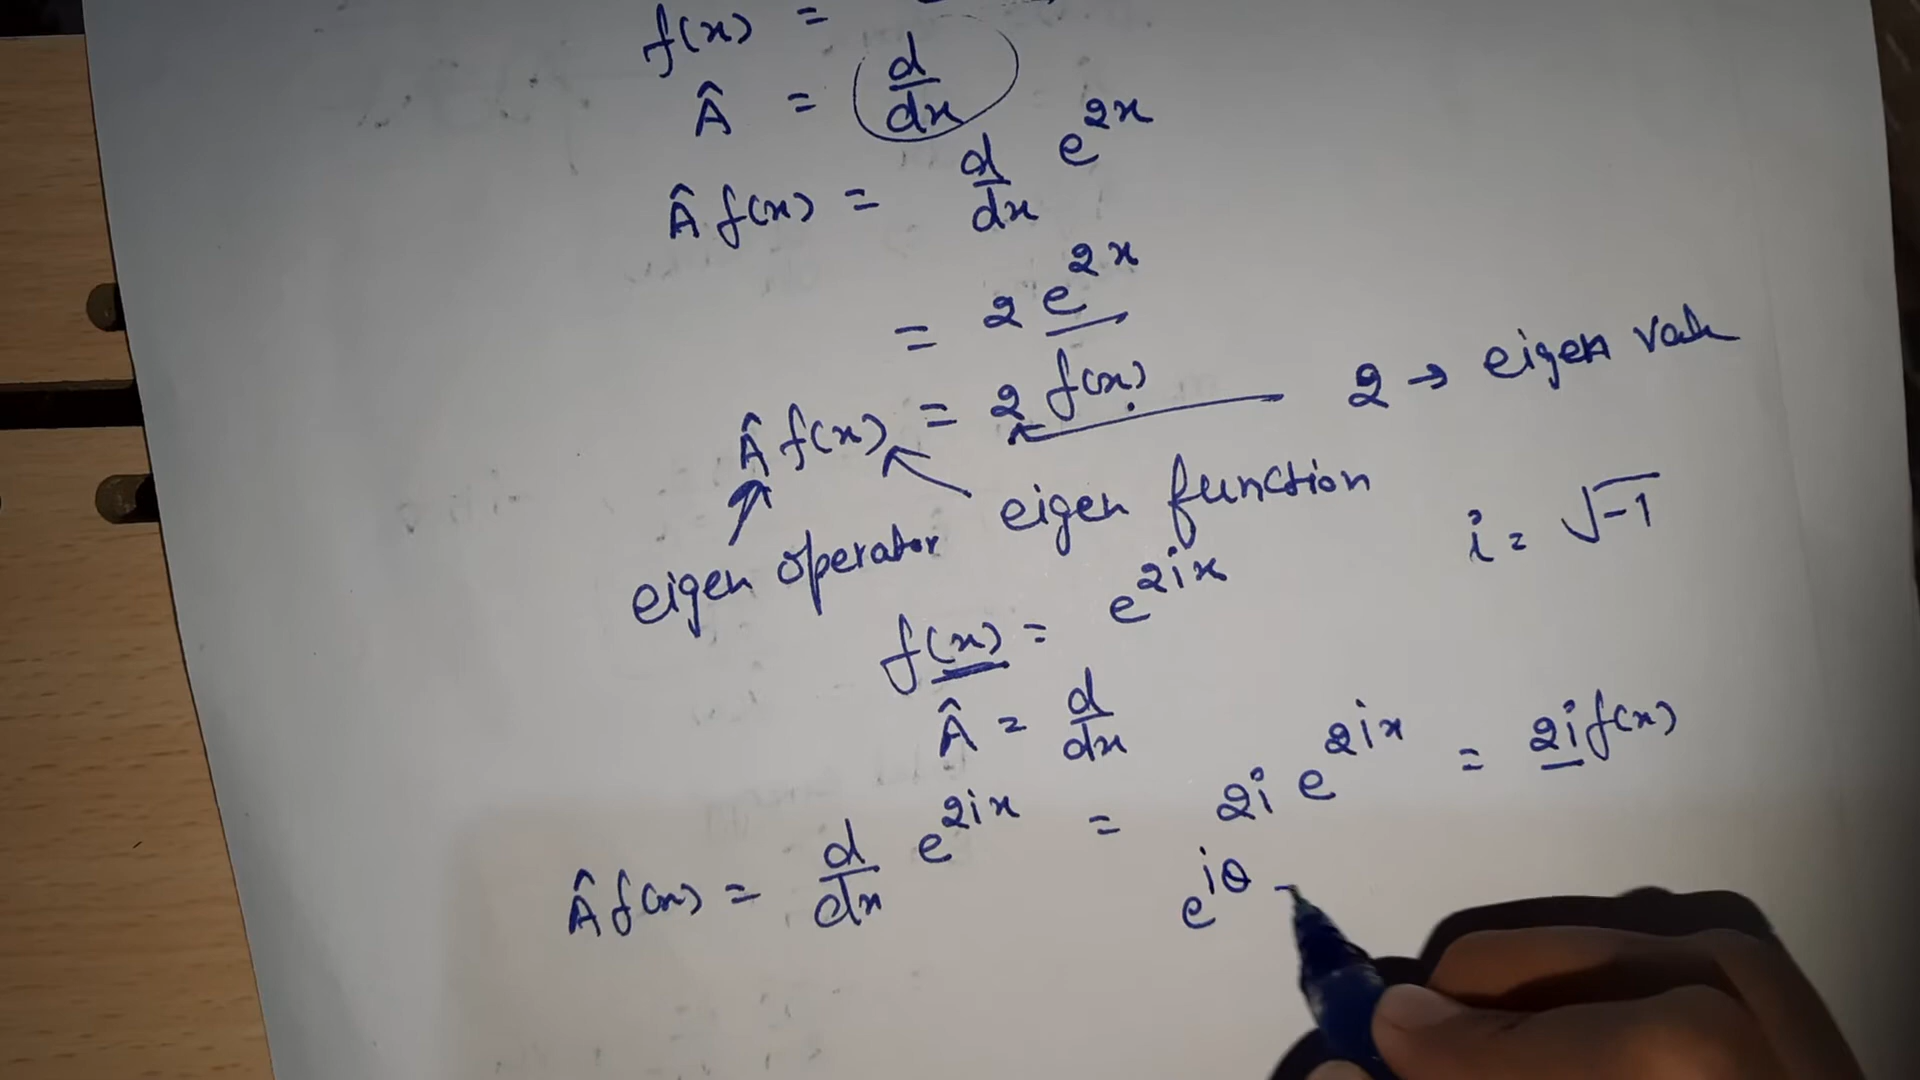 f(x) =
Â = d/dx
Â f(x) = d/dx e^2x
= 2 e^2x
Â f(x) = 2 f(x) 2 → eigen
eigen operator eigen function
i = √-1
f(x) = e^2ix
Â = d/dx
Â f(x) = d/dx e^2ix = 2i e^2ix = 2i f(x)
e^iθ